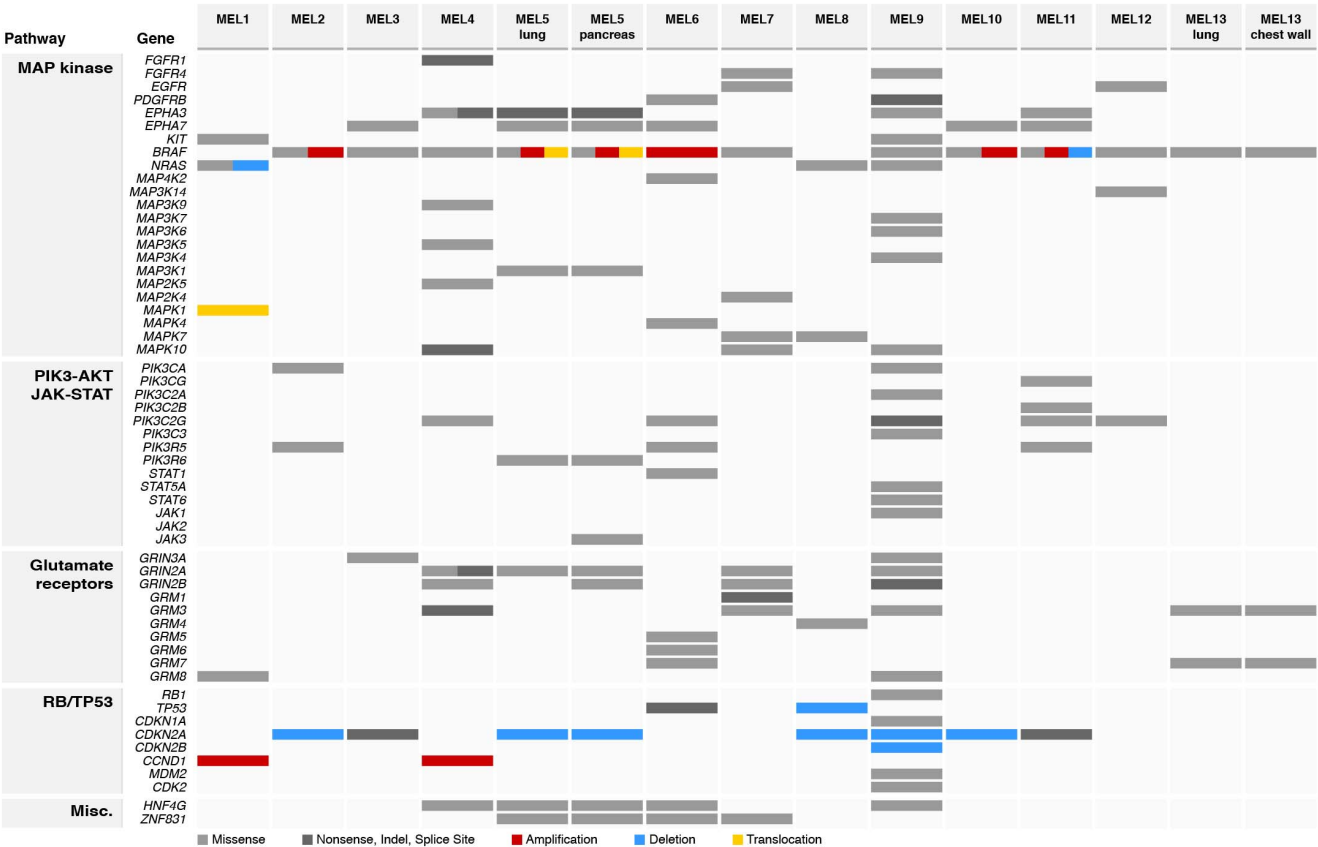 MEL1 MEL2 MEL3 MEL4 MEL5 MEL5 MEL6 MEL7 MEL8 MEL9 MEL10 MEL11 MEL12 MEL13 MEL13
lung pancreas lung chest wall
Pathway Gene
MAP kinase FGFR1
FGFR4
EGFR
PDGFRB
EPHA3
EPHA7
KIT
BRAF
NRAS
MAP4K2
MAP3K14
MAP3K9
MAP3K7
MAP3K6
MAP3K5
MAP3K4
MAP3K1
MAP2K5
MAP2K4
MAPK1
MAPK4
MAPK7
MAPK10
PIK3-AKT PIK3CA
JAK-STAT PIK3CG
PIK3C2A
PIK3C2B
PIK3C2G
PIK3C3
PIK3R5
PIK3R6
STAT1
STAT5A
STAT6
JAK1
JAK2
JAK3
Glutamate GRIN3A
receptors GRIN2A
GRIN2B
GRM1
GRM3
GRM4
GRM5
GRM6
GRM7
GRM8
RB/TP53 RB1
TP53
CDKN1A
CDKN2A
CDKN2B
CCND1
MDM2
CDK2
Misc. HNF4G
ZNF831
Missense Nonsense, Indel, Splice Site Amplification Deletion Translocation